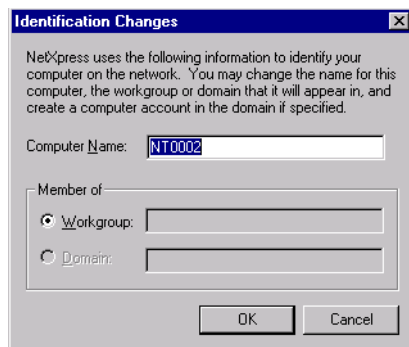 Identification Changes
NetXpress uses the following information to identify your
computer on the network. You may change the name for this
computer, the workgroup or domain that it will appear in, and
create a computer account in the domain if specified.
Computer Name: NT0002
Member of
Workgroup:
Domain:
OK Cancel